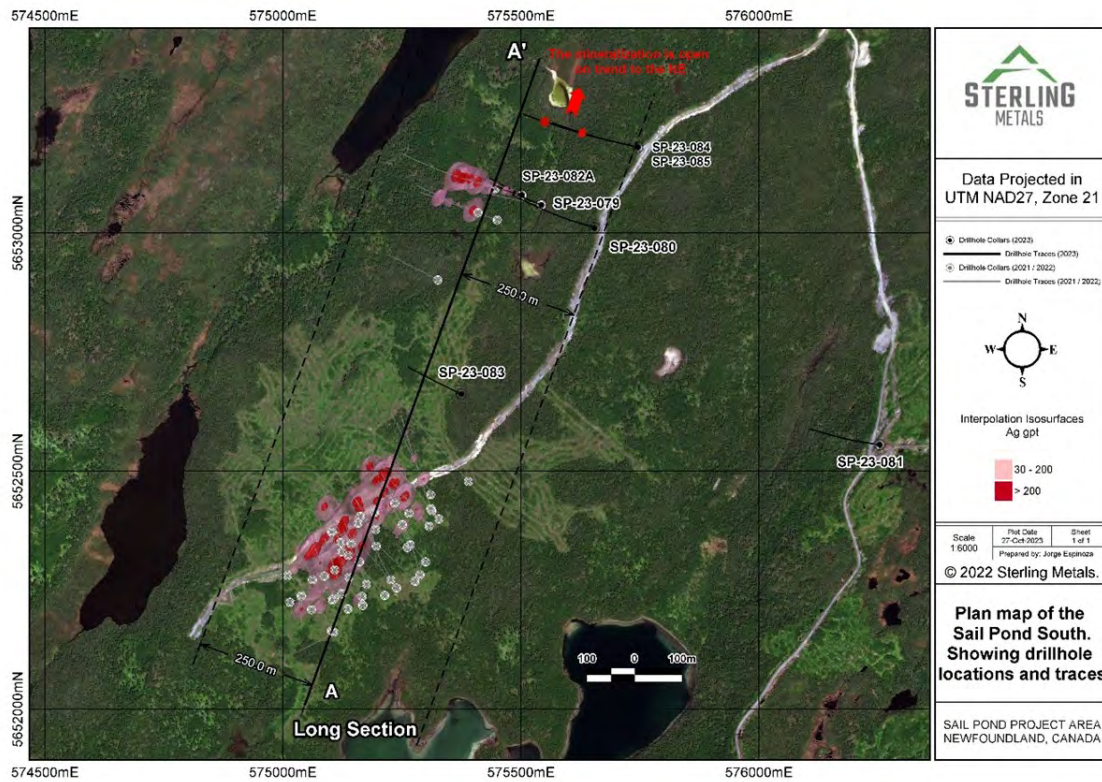 574500mE
575000mE
575500mE
576000mE
5653000mN
5652500mN
5652000mN
A'
The mineralization is open
on trend to the NE
SP-23-084
SP-23-085
SP-23-082A
SP-23-079
SP-23-080
250.0 m
SP-23-083
SP-23-081
250.0 m
A
Long Section
100 0 100m
574500mE
575000mE
575500mE
576000mE
STERLING
METALS
Data Projected in
UTM NAD27, Zone 21
Drillhole Collars (2023)
Drillhole Traces (2023)
Drillhole Collars (2021 / 2022)
Drillhole Traces (2021 / 2022)
N
W E
S
Interpolation Isosurfaces
Ag gpt
30 - 200
> 200
Scale
1:6000
Plot Date
27-Oct-2023
Sheet
1 of 1
Prepared by: Jorge Espinoza
© 2022 Sterling Metals.
Plan map of the
Sail Pond South.
Showing drillhole
locations and traces
SAIL POND PROJECT AREA
NEWFOUNDLAND, CANADA